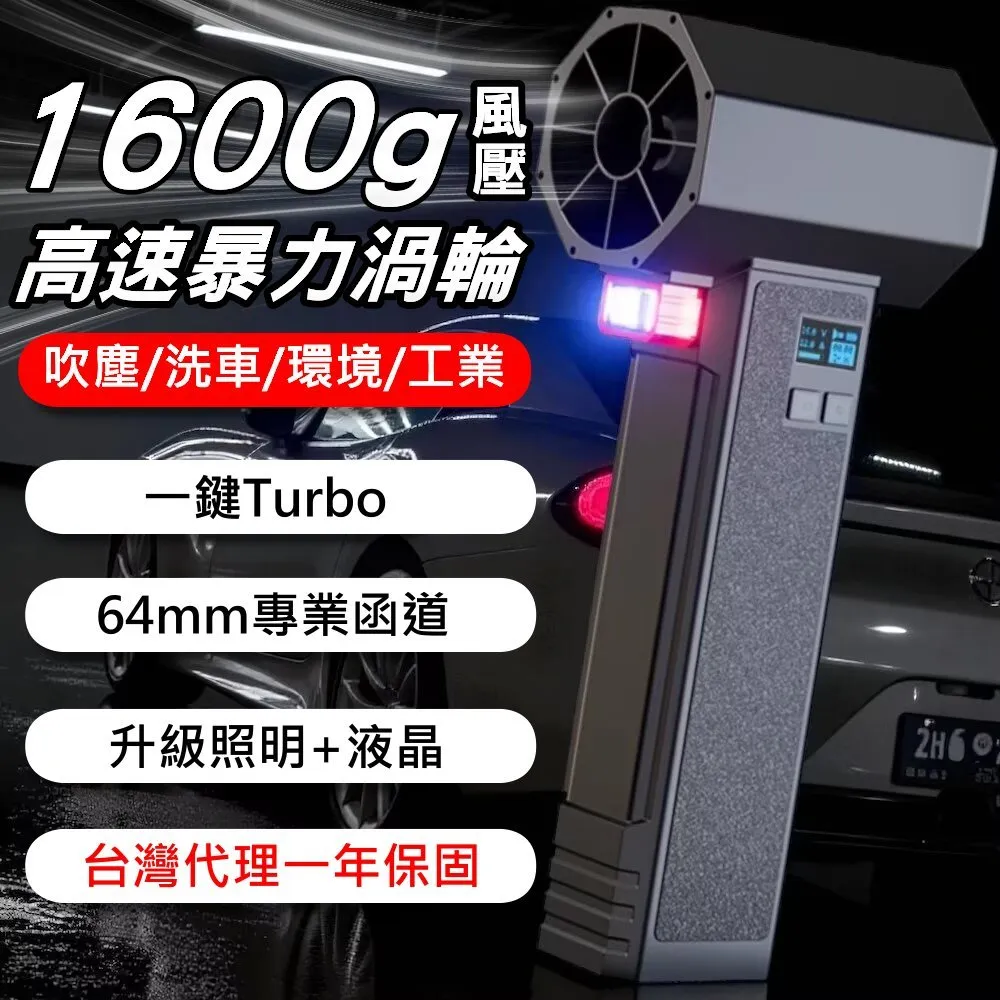 1600g
風壓
高速暴力渦輪
吹塵/洗車/環境/工業
一鍵Turbo
64mm專業函道
升級照明+液晶
台灣代理一年保固
2H6